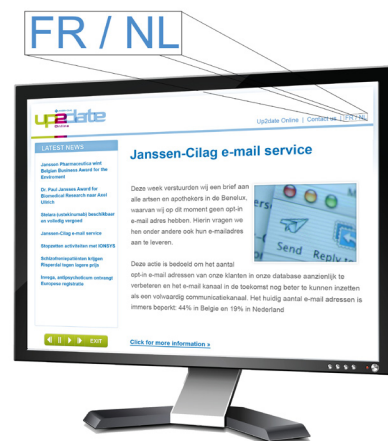 FR / NL
up2date
Up2date Online | Contact us | FR / NL
LATEST NEWS
Janssen Pharmaceutica wint
Belgian Business Award for the
Enviroment
Dr. Paul Janssen Award for
Biomedical Research naar Axel
Ullrich
Stelara (ustekinumab) beschikbaar
en volledig vergoed
Janssen-Cilag e-mail service
Stopzetten activiteiten met IONSYS
Schizofreniepatiënten krijgen
Risperdal tegen lagere prijs
Invega, antipsychoticum ontvangt
Europese registratie
EXIT
Janssen-Cilag e-mail service
Deze week verstuurden wij een brief aan
alle artsen en apothekers in de Benelux,
waarvan wij op dit moment geen opt-in
e-mail adres hebben. Hierin vragen we
hen onder andere ook hun e-mailadres
aan te leveren.
Send Reply
Deze actie is bedoeld om het aantal
opt-in e-mail adressen van onze klanten in onze database aanzienlijk te
verbeteren en het e-mail kanaal in de toekomst nog beter te kunnen inzetten
als een volwaardig communicatiekanaal. Het huidig aantal e-mail adressen is
immers beperkt: 44% in Belgie en 19% in Nederland
Click for more information »